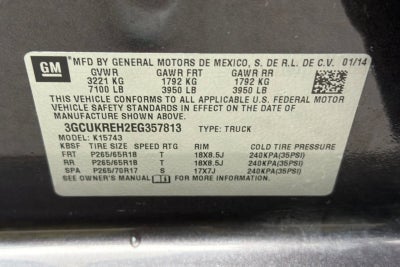 GM
MFD BY GENERAL MOTORS DE MEXICO, S. DE R.L. DE C.V. 01/14
GVWR GAWR FRT GAWR RR
3221 KG 1792 KG 1792 KG
7100 LB 3950 LB 3950 LB
THIS VEHICLE CONFORMS TO ALL APPLICABLE U.S. FEDERAL MOTOR
VEHICLE SAFETY STANDARDS IN EFFECT ON THE DATE OF
MANUFACTURE SHOWN ABOVE.
3GCUKREH2EG357813 TYPE: TRUCK
MODEL: K15743
KBSF TIRE SIZE SPEED RTG RIM COLD TIRE PRESSURE
FRT P265/65R18 T 18X8.5J 240KPA(35PSI)
RR P265/65R18 T 18X8.5J 240KPA(35PSI)
SPA P265/70R17 S 17X7J 240KPA(35PSI)
SEE OWNER'S MANUAL FOR MORE INFORMATION.